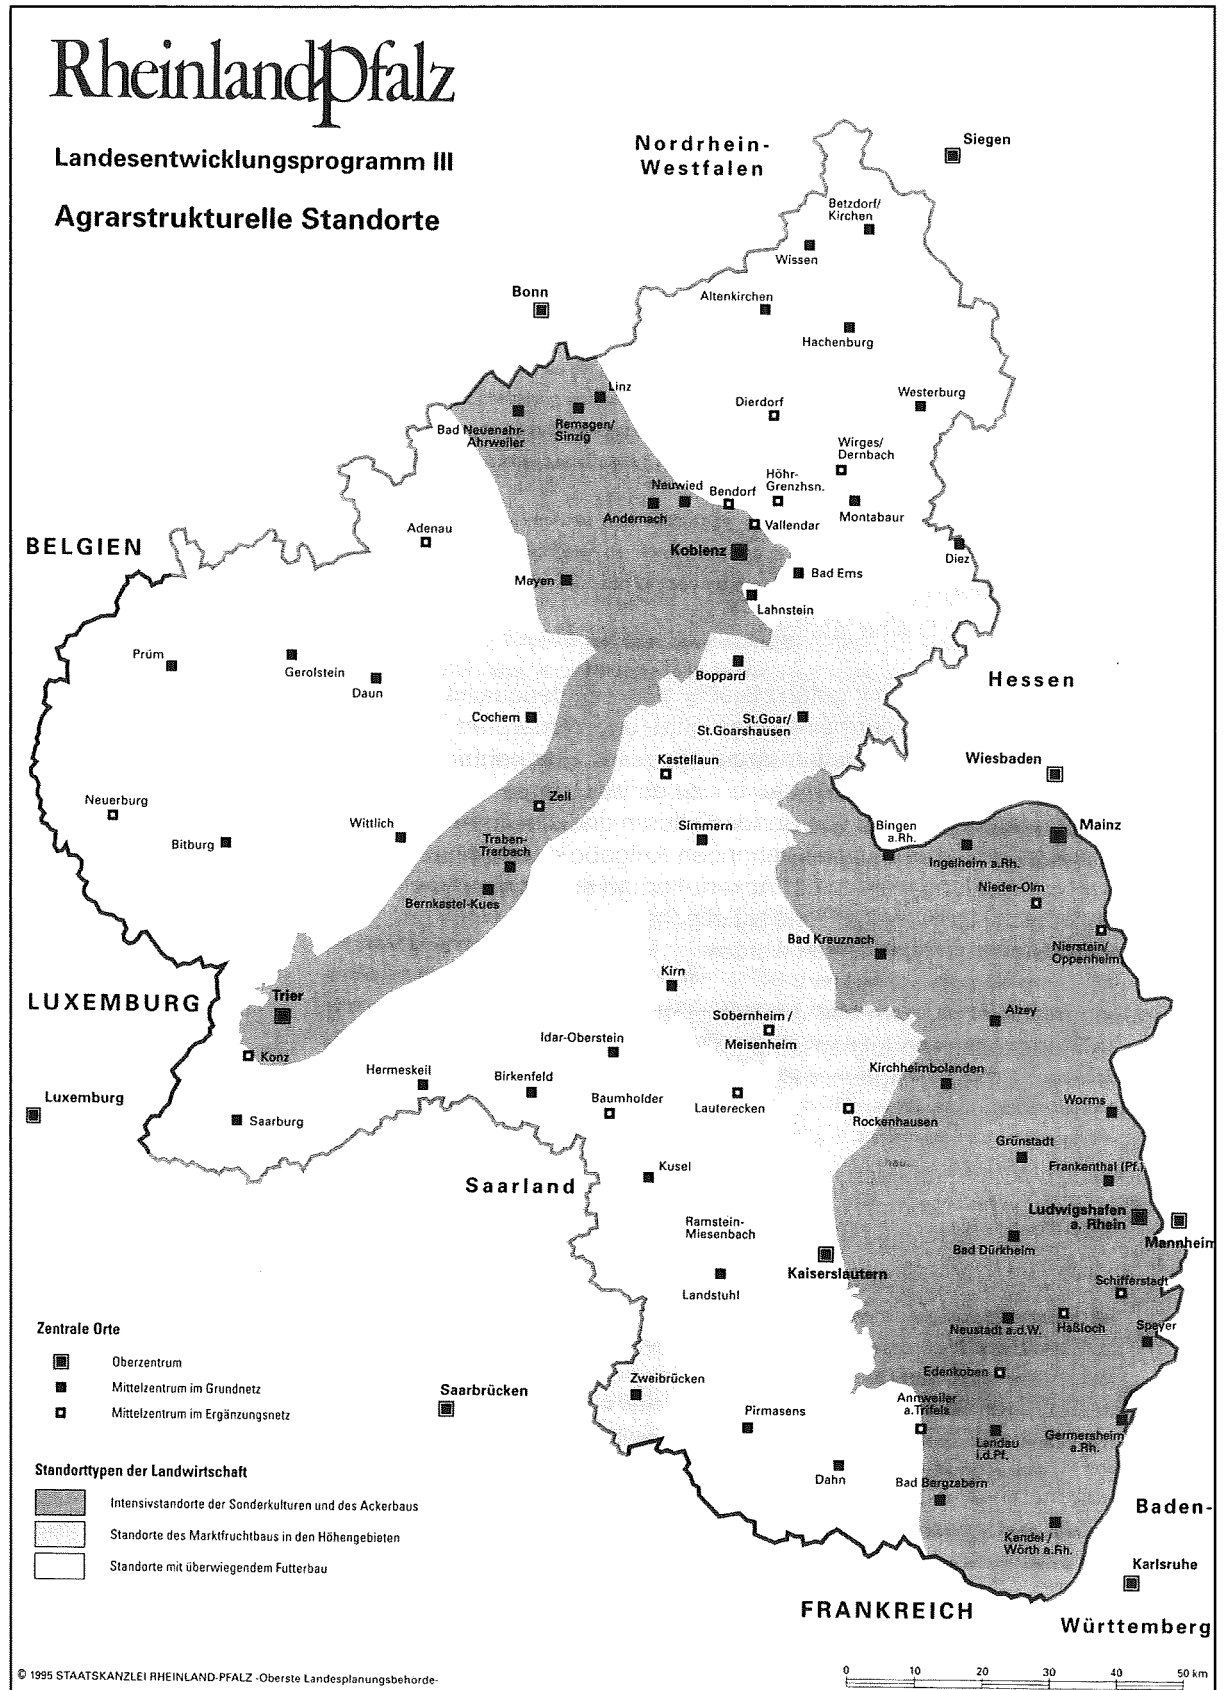 Rheinland-Pfalz
Landesentwicklungsprogramm III
Agrarstrukturelle Standorte
Nordrhein-
Westfalen
Siegen
Betzdorf/
Kirchen
Wissen
Bonn
Altenkirchen
Hachenburg
Linz
Dierdorf
Westerburg
Bad Neuenahr-
Ahrweiler
Remagen/
Sinzig
Wirges/
Dernbach
Höhr-
Grenzhsn.
Neuwied
Bendorf
Andernach
Vallendar
Montabaur
Adenau
BELGIEN
Koblenz
Diez
Mayen
Bad Ems
Lahnstein
Prüm
Gerolstein
Daun
Boppard
Hessen
Cochem
St.Goar/
St.Goarshausen
Kastellaun
Wiesbaden
Neuerburg
Zell
Wittlich
Bitburg
Traben-
Trarbach
Simmern
Bingen
a.Rh.
Mainz
Ingelheim a.Rh.
Bernkastel-Kues
Nieder-Olm
Bad Kreuznach
Nierstein/
Oppenheim
Kirn
LUXEMBURG
Trier
Sobernheim /
Meisenheim
Alzey
Konz
Idar-Oberstein
Hermeskeil
Birkenfeld
Kirchheimbolanden
Luxemburg
Baumholder
Lauterecken
Worms
Saarburg
Rockenhausen
Grünstadt
Kusel
Frankenthal (Pf.)
Saarland
Ramstein-
Miesenbach
Ludwigshafen
a. Rhein
Mannheim
Bad Dürkheim
Kaiserslautern
Landstuhl
Schifferstadt
Neustadt a.d.W.
Haßloch
Speyer
Zentrale Orte
Oberzentrum
Mittelzentrum im Grundnetz
Mittelzentrum im Ergänzungsnetz
Saarbrücken
Zweibrücken
Edenkoben
Annweiler
a.Trifels
Pirmasens
Landau
i.d.Pf.
Germersheim
a.Rh.
Dahn
Bad Bergzabern
Standorttypen der Landwirtschaft
Intensivstandorte der Sonderkulturen und des Ackerbaus
Standorte des Marktfruchtbaus in den Höhengebieten
Standorte mit überwiegendem Futterbau
Kandel /
Wörth a.Rh.
Baden-
Karlsruhe
FRANKREICH
Württemberg
© 1995 STAATSKANZLEI RHEINLAND-PFALZ -Oberste Landesplanungsbehörde-
0 10 20 30 40 50 km